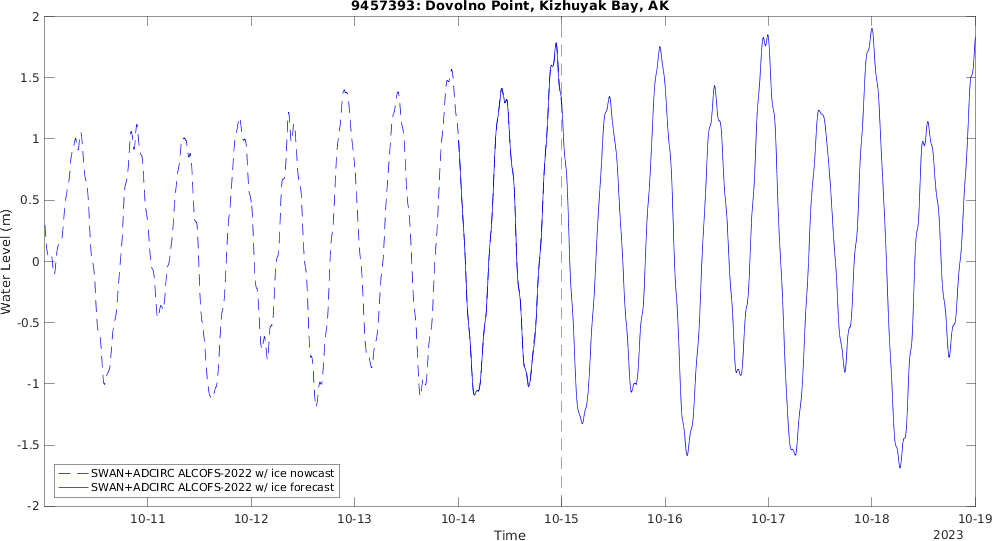 9457393: Dovolno Point, Kizhuyak Bay, AK
2
1.5
1
0.5
0
-0.5
-1
-1.5
-2
Water Level (m)
SWAN+ADCIRC ALCOFS-2022 w/ ice nowcast
SWAN+ADCIRC ALCOFS-2022 w/ ice forecast
10-11 10-12 10-13 10-14 10-15 10-16 10-17 10-18 10-19
Time
2023